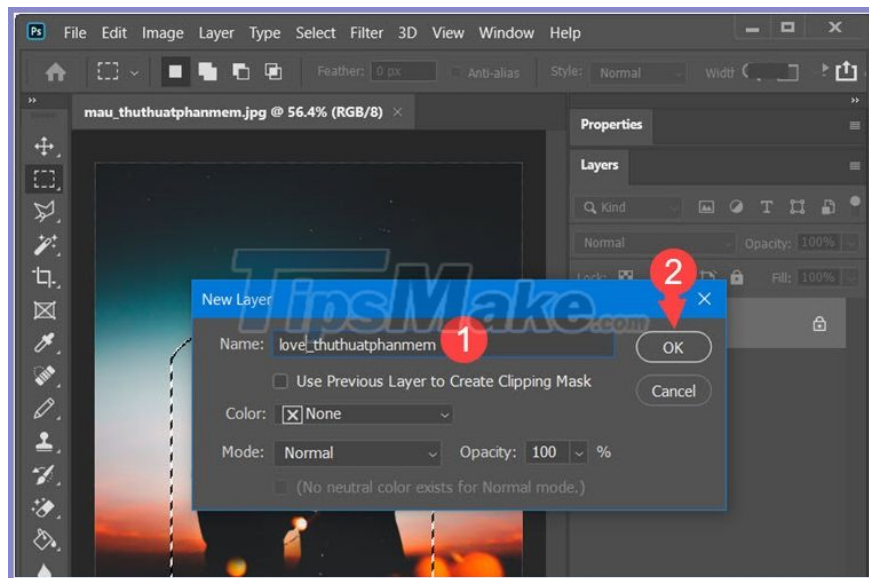 Ps File Edit Image Layer Type Select Filter 3D View Window Help
Feather: 0 px Anti-alias Style: Normal Width
mau_thuthuatphanmem.jpg @ 56.4% (RGB/8) ×
Properties
Layers
Kind T
Normal Opacity: 100%
Lock: Fill: 100%
2
New Layer
TipsMake.com
Name: love_thuthuatphanmem 1 OK
Use Previous Layer to Create Clipping Mask
Cancel
Color: None
Mode: Normal Opacity: 100 %
(No neutral color exists for Normal mode.)